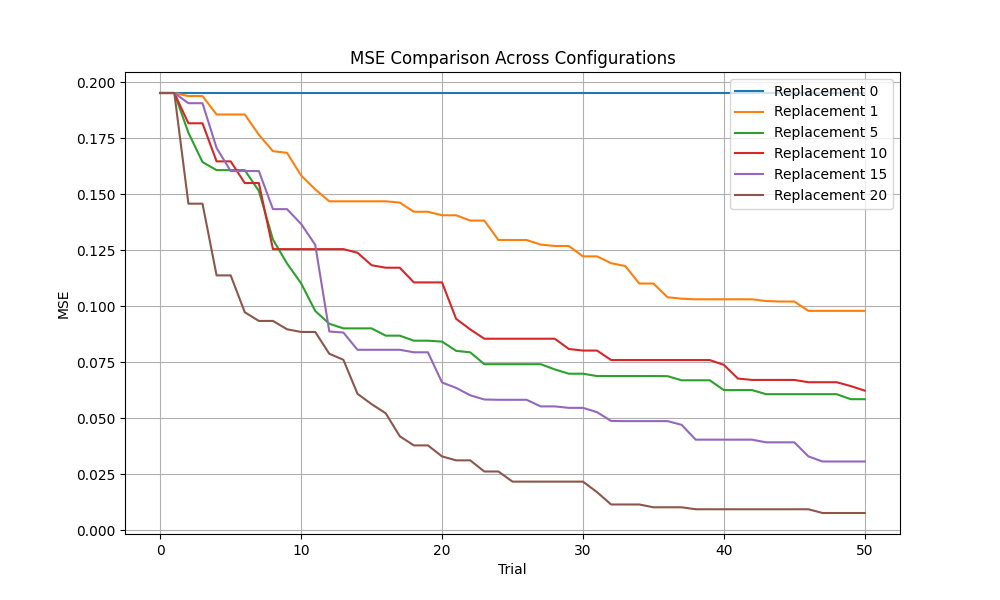 MSE Comparison Across Configurations
0.200
0.175
0.150
0.125
0.100
0.075
0.050
0.025
0.000
MSE
0 10 20 30 40 50
Trial
Replacement 0
Replacement 1
Replacement 5
Replacement 10
Replacement 15
Replacement 20